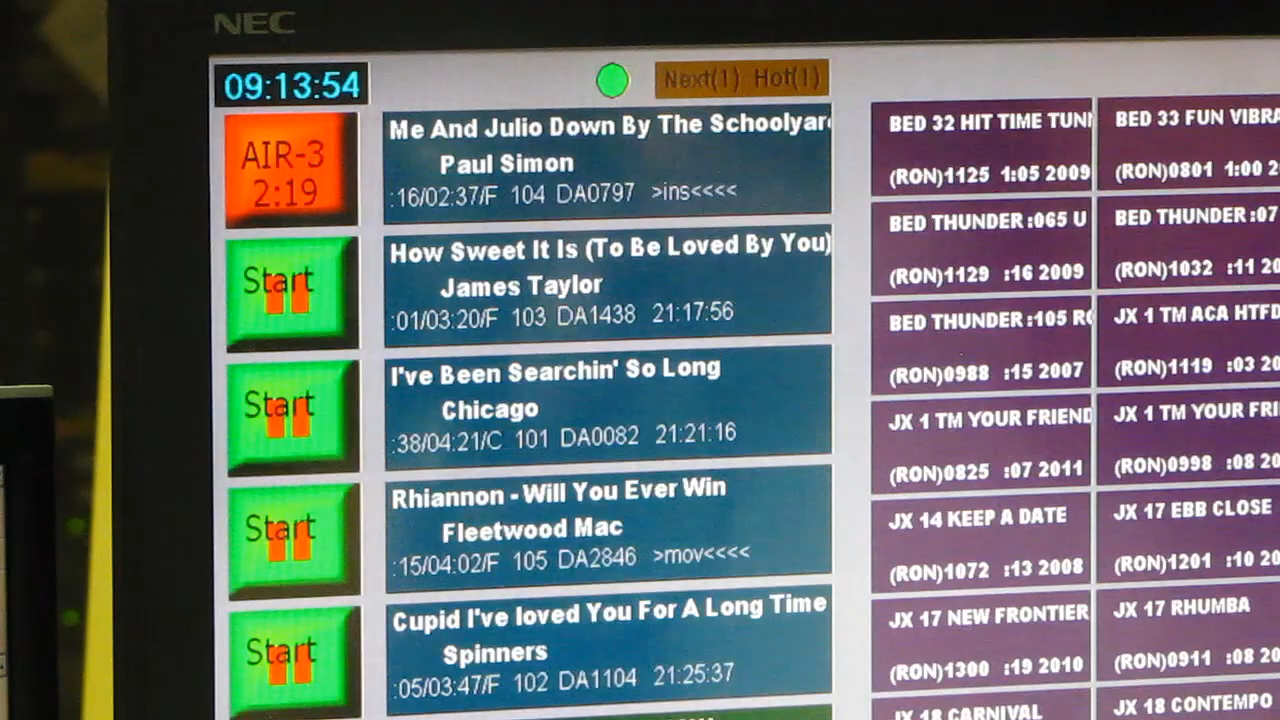 NEC
09:13:54
Next(1) Hot(1)
AIR-3
2:19
Me And Julio Down By The Schoolyar
Paul Simon
:16/02:37/F 104 DA0797 >ins<<<<
Start
How Sweet It Is (To Be Loved By You)
James Taylor
:01/03:20/F 103 DA1438 21:17:56
Start
I've Been Searchin' So Long
Chicago
:38/04:21/C 101 DA0082 21:21:16
Start
Rhiannon - Will You Ever Win
Fleetwood Mac
:15/04:02/F 105 DA2846 >mov<<<<
Start
Cupid I've loved You For A Long Time
Spinners
:05/03:47/F 102 DA1104 21:25:37
BED 32 HIT TIME TUN
(RON)1125 1:05 2009
BED 33 FUN VIBRA
(RON)0801 1:00 2
BED THUNDER :065 U
(RON)1129 :16 2009
BED THUNDER :07
(RON)1032 :11 20
BED THUNDER :105 RO
(RON)0988 :15 2007
JX 1 TM ACA HTFD
(RON)1119 :03 20
JX 1 TM YOUR FRIEND
(RON)0825 :07 2011
JX 1 TM YOUR FRI
(RON)0998 :08 20
JX 14 KEEP A DATE
(RON)1072 :13 2008
JX 17 EBB CLOSE
(RON)1201 :10 20
JX 17 NEW FRONTIER
(RON)1300 :19 2010
JX 17 RHUMBA
(RON)0911 :08 20
JX 18 CARNIVAL
JX 18 CONTEMPO